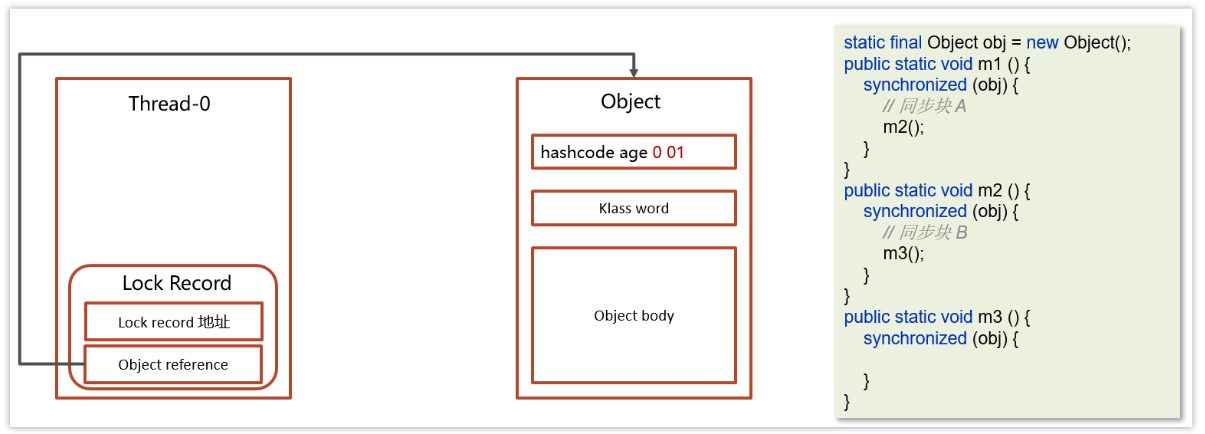 Thread-0
Lock Record
Lock record 地址
Object reference
Object
hashcode age 0 01
Klass word
Object body
static final Object obj = new Object();
public static void m1 () {
synchronized (obj) {
// 同步块 A
m2();
}
}
public static void m2 () {
synchronized (obj) {
// 同步块 B
m3();
}
}
public static void m3 () {
synchronized (obj) {
}
}